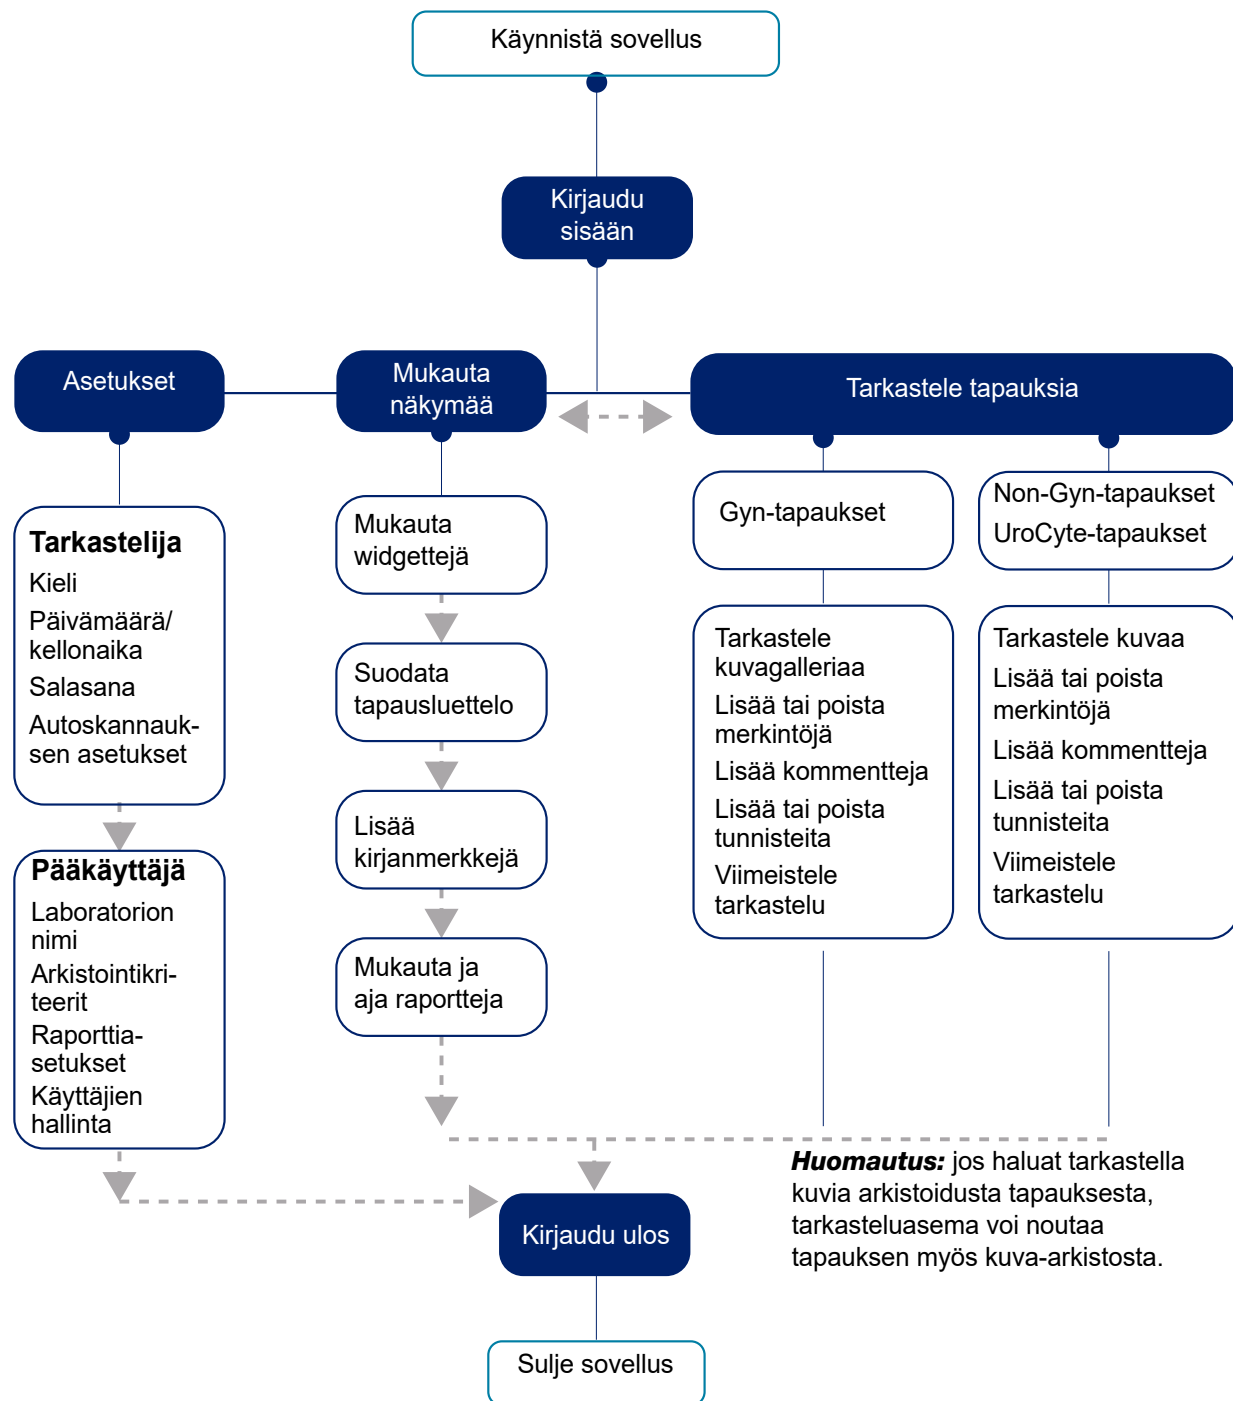 Käynnistä sovellus
Kirjaudu
sisään
Asetukset
Mukauta
näkymää
Tarkastele tapauksia
Tarkastelija
Kieli
Päivämäärä/
kellonaika
Salasana
Autoskannauk-
sen asetukset
Pääkäyttäjä
Laboratorion
nimi
Arkistointikri-
teerit
Raporttia-
setukset
Käyttäjien
hallinta
Mukauta
widgettejä
Suodata
tapausluettelo
Lisää
kirjanmerkkejä
Mukauta ja
aja raportteja
Gyn-tapaukset
Tarkastele
kuvagalleriaa
Lisää tai poista
merkintöjä
Lisää kommentteja
Lisää tai poista
tunnisteita
Viimeistele
tarkastelu
Non-Gyn-tapaukset
UroCyte-tapaukset
Tarkastele kuvaa
Lisää tai poista
merkintöjä
Lisää kommentteja
Lisää tai poista
tunnisteita
Viimeistele
tarkastelu
Huomautus: jos haluat tarkastella
kuvia arkistoidusta tapauksesta,
tarkasteluasema voi noutaa
tapauksen myös kuva-arkistosta.
Kirjaudu ulos
Sulje sovellus